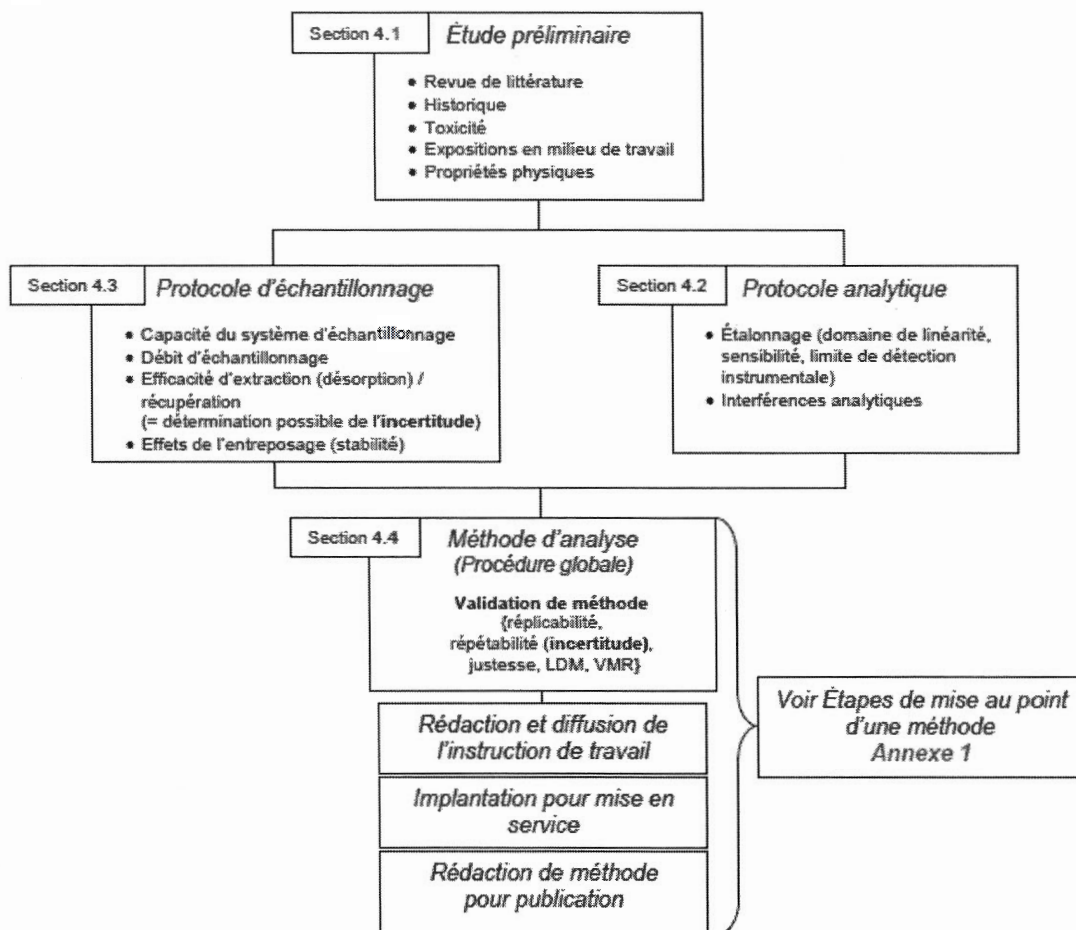 Section 4.1
Étude préliminaire
• Revue de littérature
• Historique
• Toxicité
• Expositions en milieu de travail
• Propriétés physiques
Section 4.3
Protocole d'échantillonnage
• Capacité du système d'échantillonnage
• Débit d'échantillonnage
• Efficacité d'extraction (désorption) /
récupération
(= détermination possible de l'incertitude)
• Effets de l'entreposage (stabilité)
Section 4.2
Protocole analytique
• Étalonnage (domaine de linéarité,
sensibilité, limite de détection
instrumentale)
• Interférences analytiques
Section 4.4
Méthode d'analyse
(Procédure globale)
Validation de méthode
{réplicabilité,
répétabilité (incertitude),
justesse, LDM, VMR}
Rédaction et diffusion de
l'instruction de travail
Implantation pour mise en
service
Rédaction de méthode
pour publication
Voir Étapes de mise au point
d'une méthode
Annexe 1